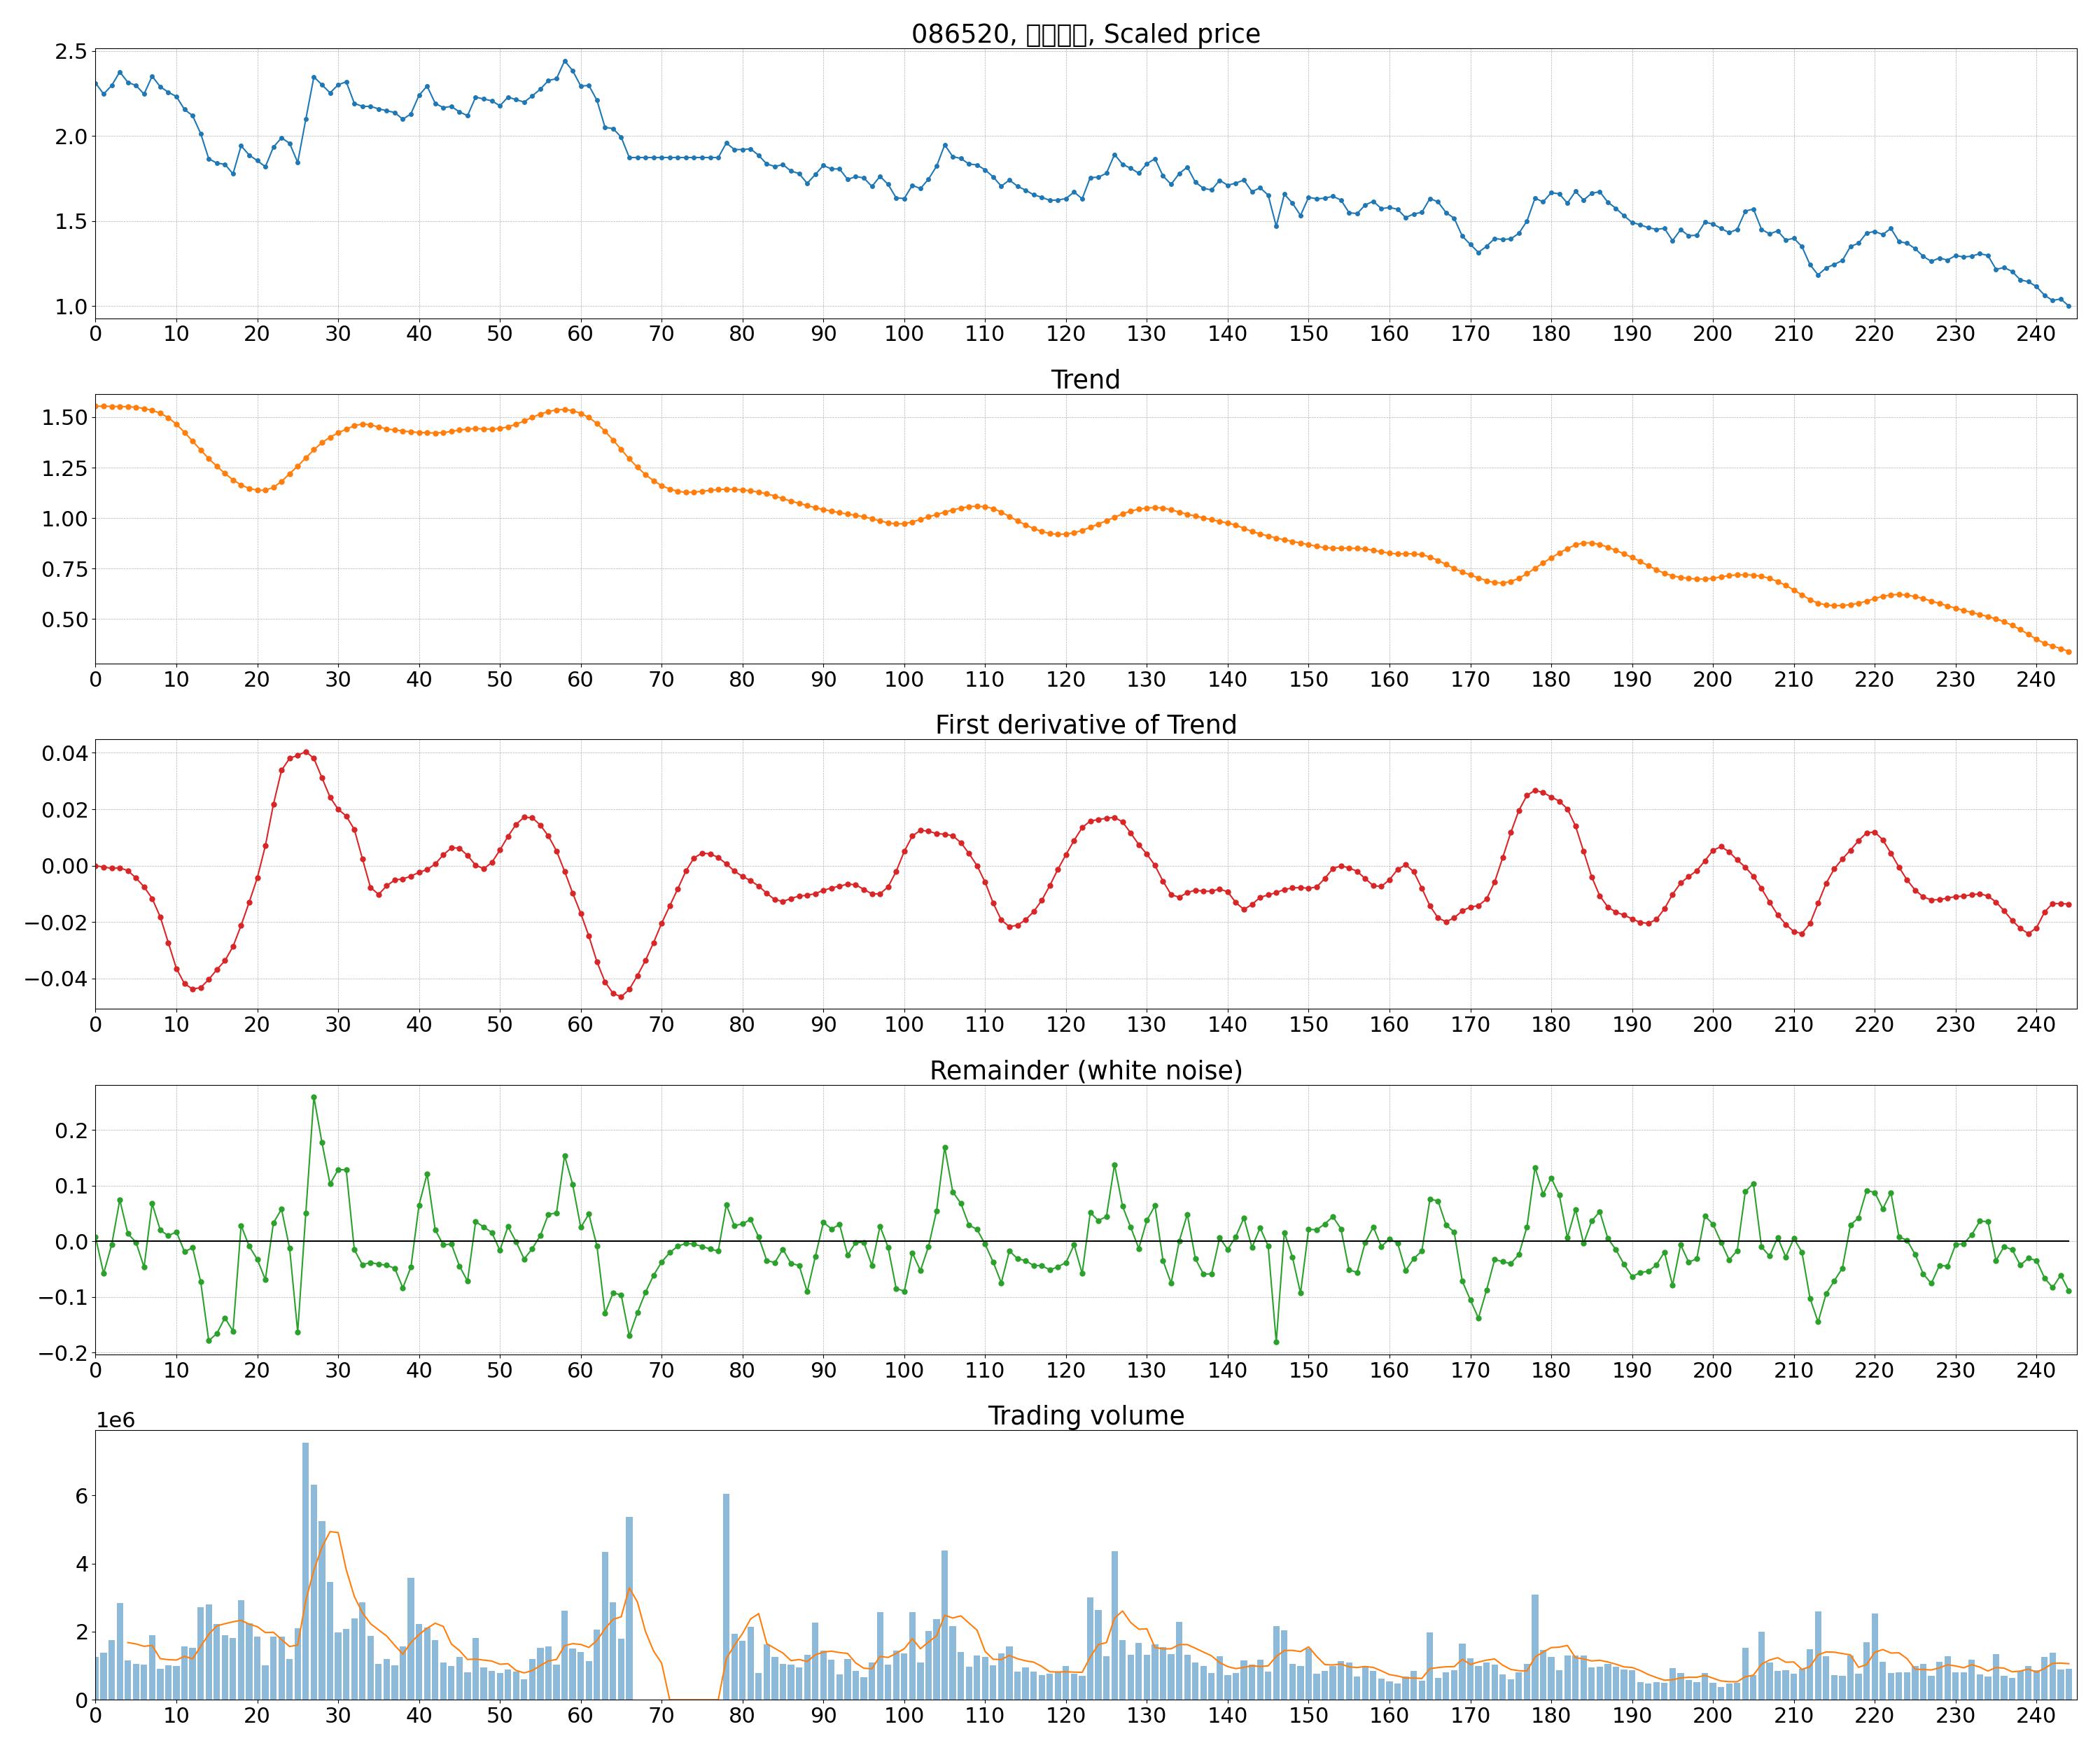 086520, □□□□, Scaled price
2.5
2.0
1.5
1.0
0 10 20 30 40 50 60 70 80 90 100 110 120 130 140 150 160 170 180 190 200 210 220 230 240
Trend
1.50
1.25
1.00
0.75
0.50
0 10 20 30 40 50 60 70 80 90 100 110 120 130 140 150 160 170 180 190 200 210 220 230 240
First derivative of Trend
0.04
0.02
0.00
−0.02
−0.04
0 10 20 30 40 50 60 70 80 90 100 110 120 130 140 150 160 170 180 190 200 210 220 230 240
Remainder (white noise)
0.2
0.1
0.0
−0.1
−0.2
0 10 20 30 40 50 60 70 80 90 100 110 120 130 140 150 160 170 180 190 200 210 220 230 240
Trading volume
1e6
6
4
2
0
0 10 20 30 40 50 60 70 80 90 100 110 120 130 140 150 160 170 180 190 200 210 220 230 240